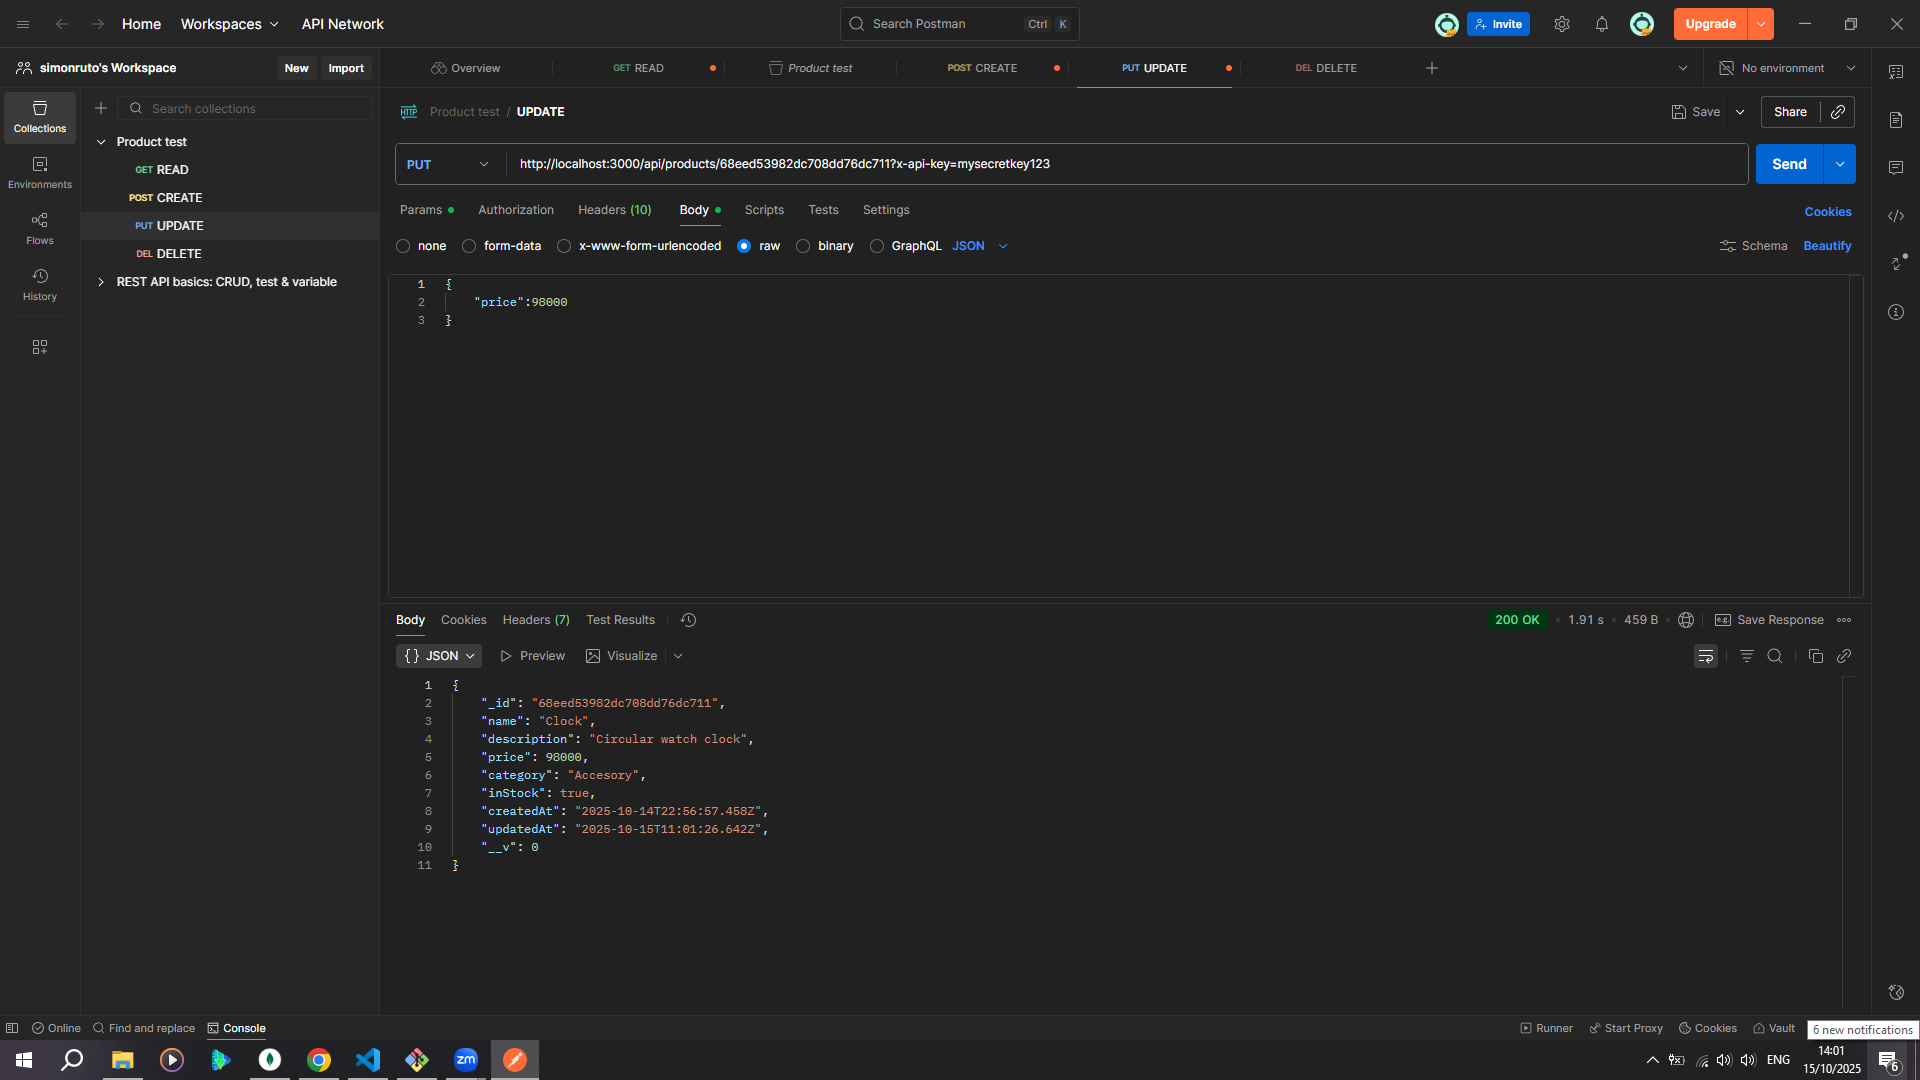 Home Workspaces API Network Search Postman Ctrl K Invite Upgrade
simonruto's Workspace New Import Overview GET READ Product test POST CREATE PUT UPDATE DEL DELETE No environment
Collections
Environments
Flows
History
Search collections
Product test
GET READ
POST CREATE
PUT UPDATE
DEL DELETE
REST API basics: CRUD, test & variable
HTTP Product test / UPDATE Save Share
PUT http://localhost:3000/api/products/68eed53982dc708dd76dc711?x-api-key=mysecretkey123 Send
Params Authorization Headers (10) Body Scripts Tests Settings Cookies
none form-data x-www-form-urlencoded raw binary GraphQL JSON Schema Beautify
1 {
2 "price":98000
3 }
Body Cookies Headers (7) Test Results 200 OK • 1.91 s • 459 B e.g. Save Response
{} JSON Preview Visualize
1 {
2 "_id": "68eed53982dc708dd76dc711",
3 "name": "Clock",
4 "description": "Circular watch clock",
5 "price": 98000,
6 "category": "Accesory",
7 "inStock": true,
8 "createdAt": "2025-10-14T22:56:57.458Z",
9 "updatedAt": "2025-10-15T11:01:26.642Z",
10 "__v": 0
11 }
Online Find and replace Console Runner Start Proxy Cookies Vault 6 new notifications
zm ENG 14:01
15/10/2025 6